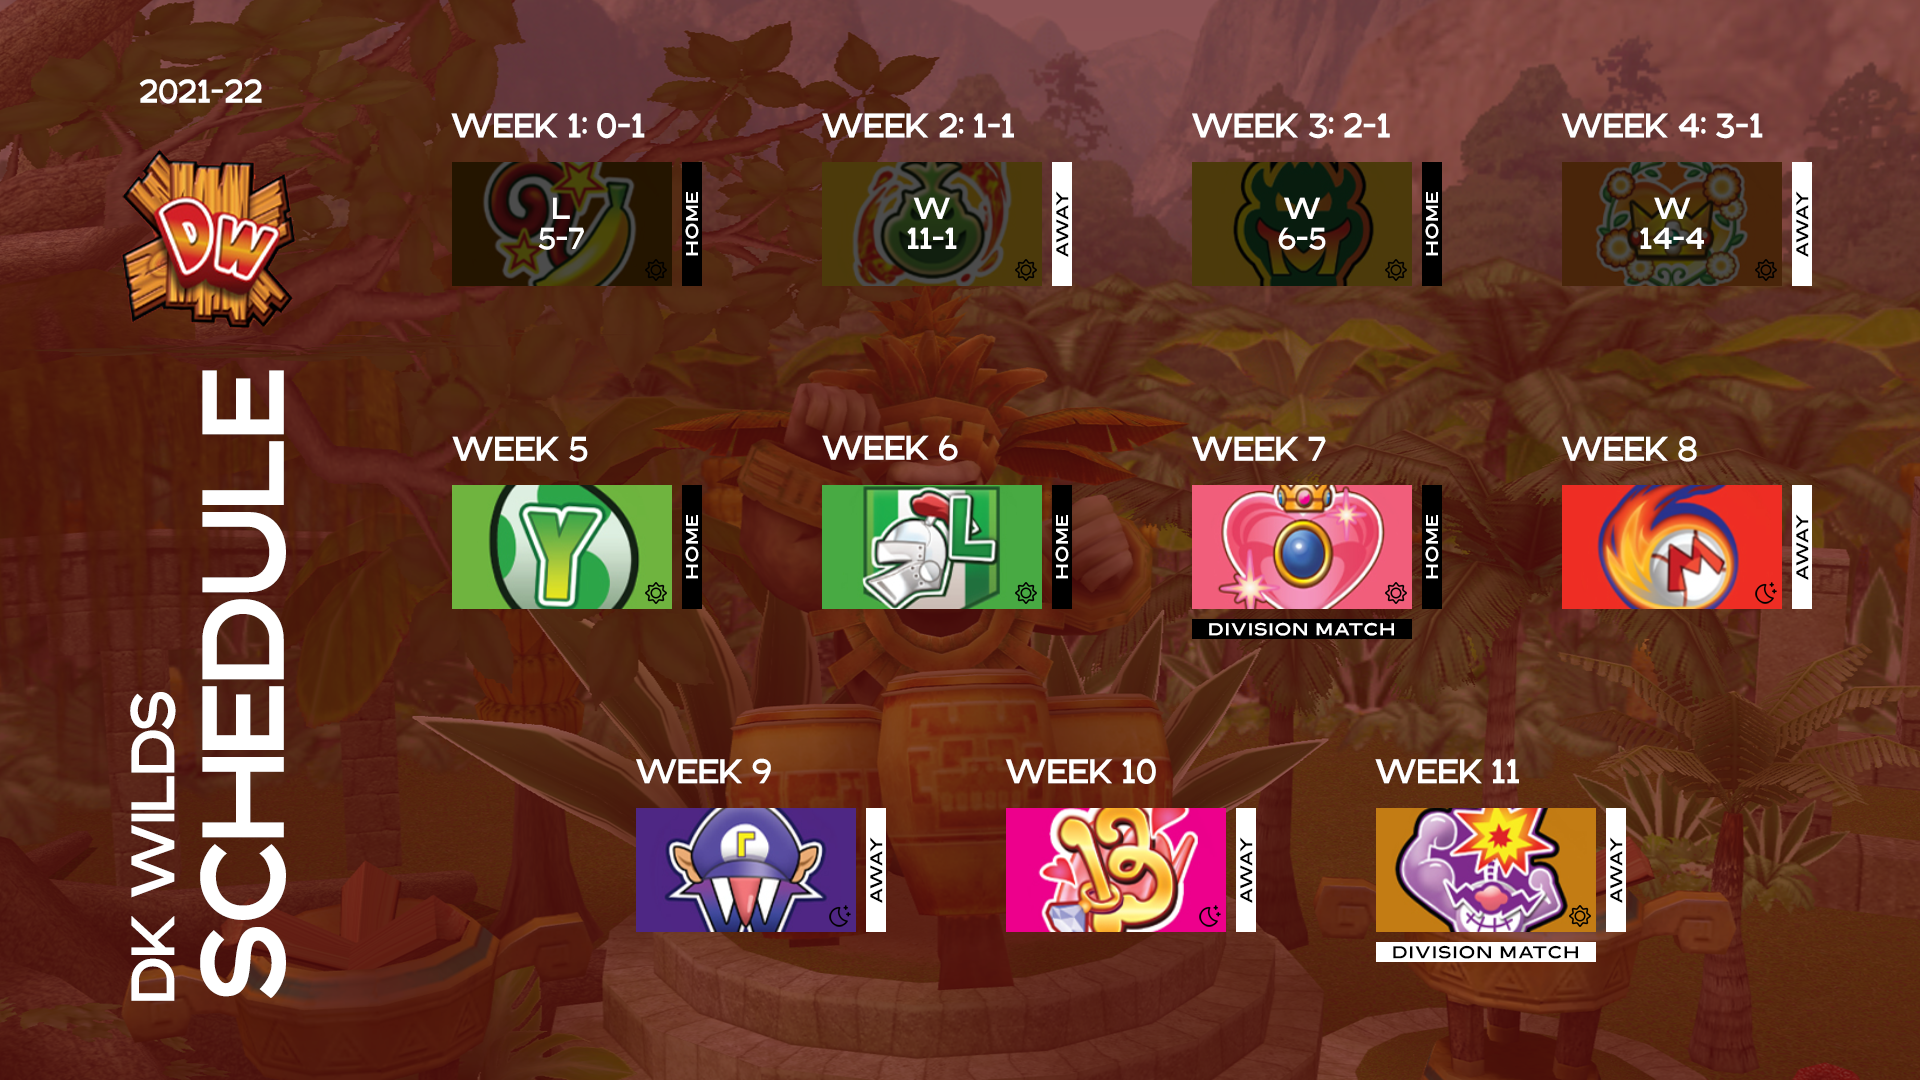 2021-22
DW
DK WILDS
SCHEDULE
WEEK 1: 0-1
L
5-7
HOME
WEEK 2: 1-1
W
11-1
AWAY
WEEK 3: 2-1
W
6-5
HOME
WEEK 4: 3-1
W
14-4
AWAY
WEEK 5
Y
HOME
WEEK 6
L
HOME
WEEK 7
HOME
DIVISION MATCH
WEEK 8
M
AWAY
WEEK 9
W
AWAY
WEEK 10
13
AWAY
WEEK 11
AWAY
DIVISION MATCH